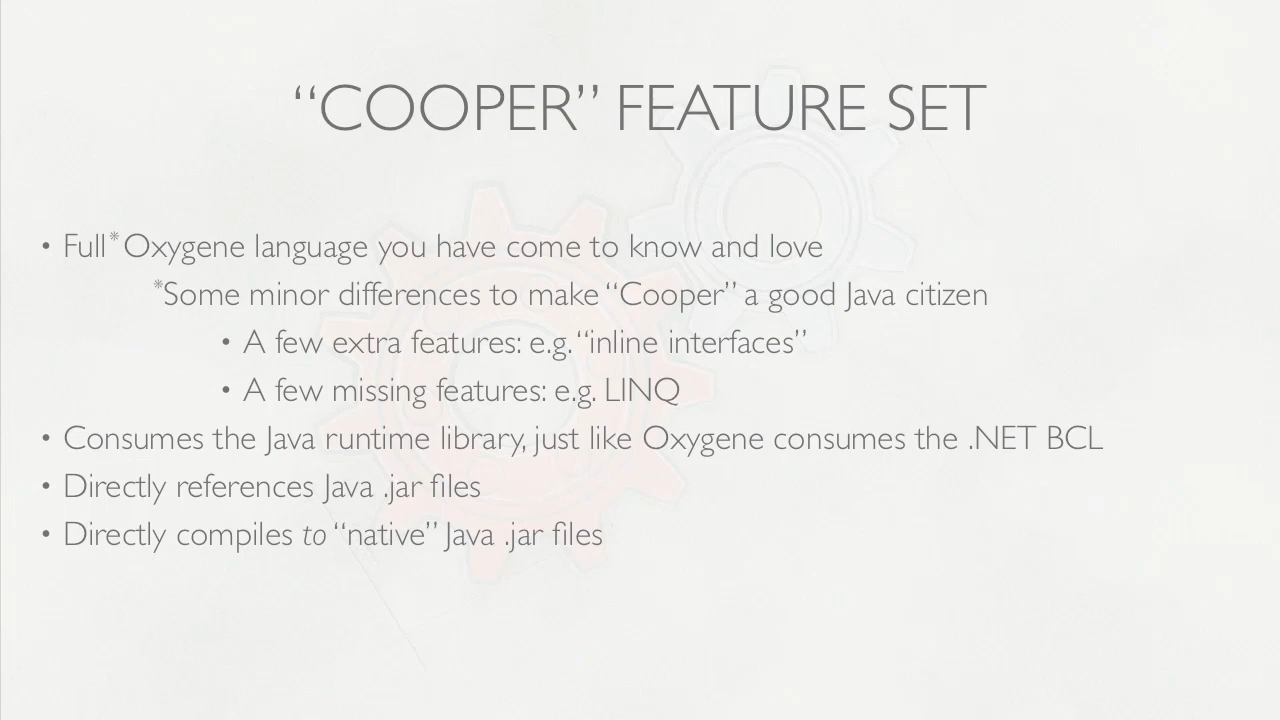 “COOPER” FEATURE SET
• Full* Oxygene language you have come to know and love
*Some minor differences to make “Cooper” a good Java citizen
• A few extra features: e.g. “inline interfaces”
• A few missing features: e.g. LINQ
• Consumes the Java runtime library, just like Oxygene consumes the .NET BCL
• Directly references Java .jar files
• Directly compiles to “native” Java .jar files